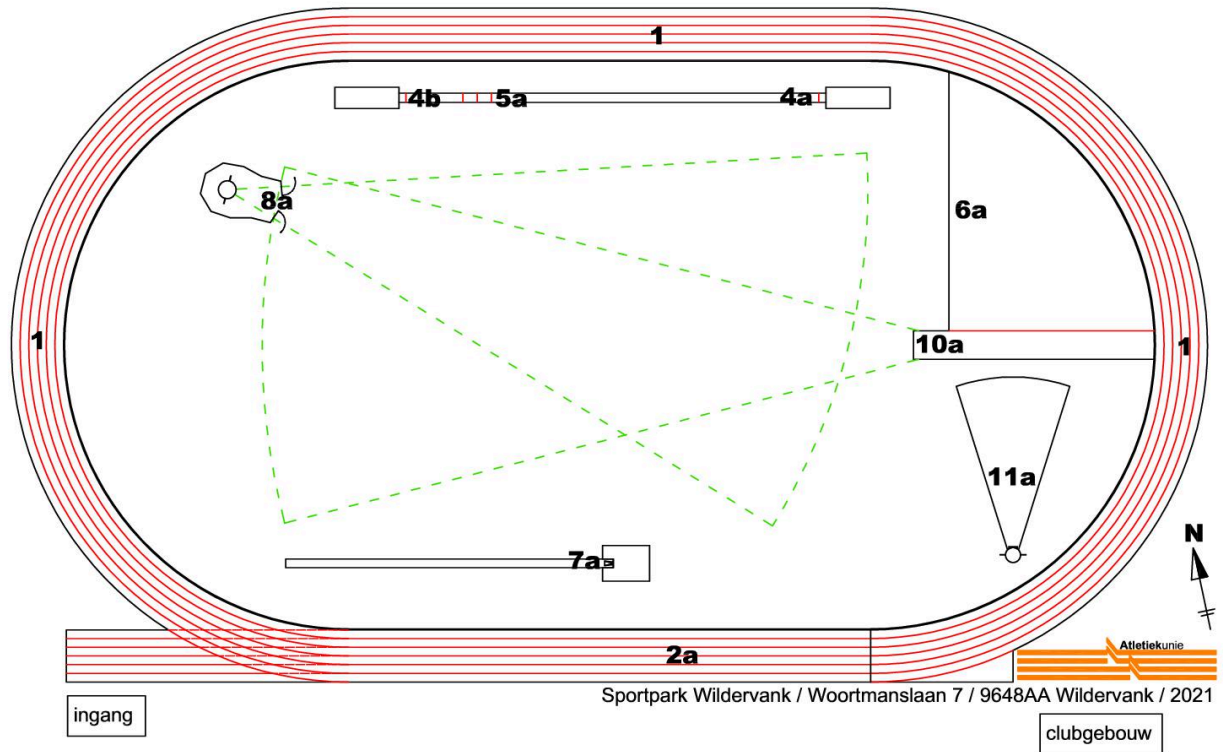 1
4b
5a
4a
8a
6a
1
10a
1
11a
7a
N
2a
Atletiekunie
Sportpark Wildervank / Woortmanslaan 7 / 9648AA Wildervank / 2021
ingang
clubgebouw